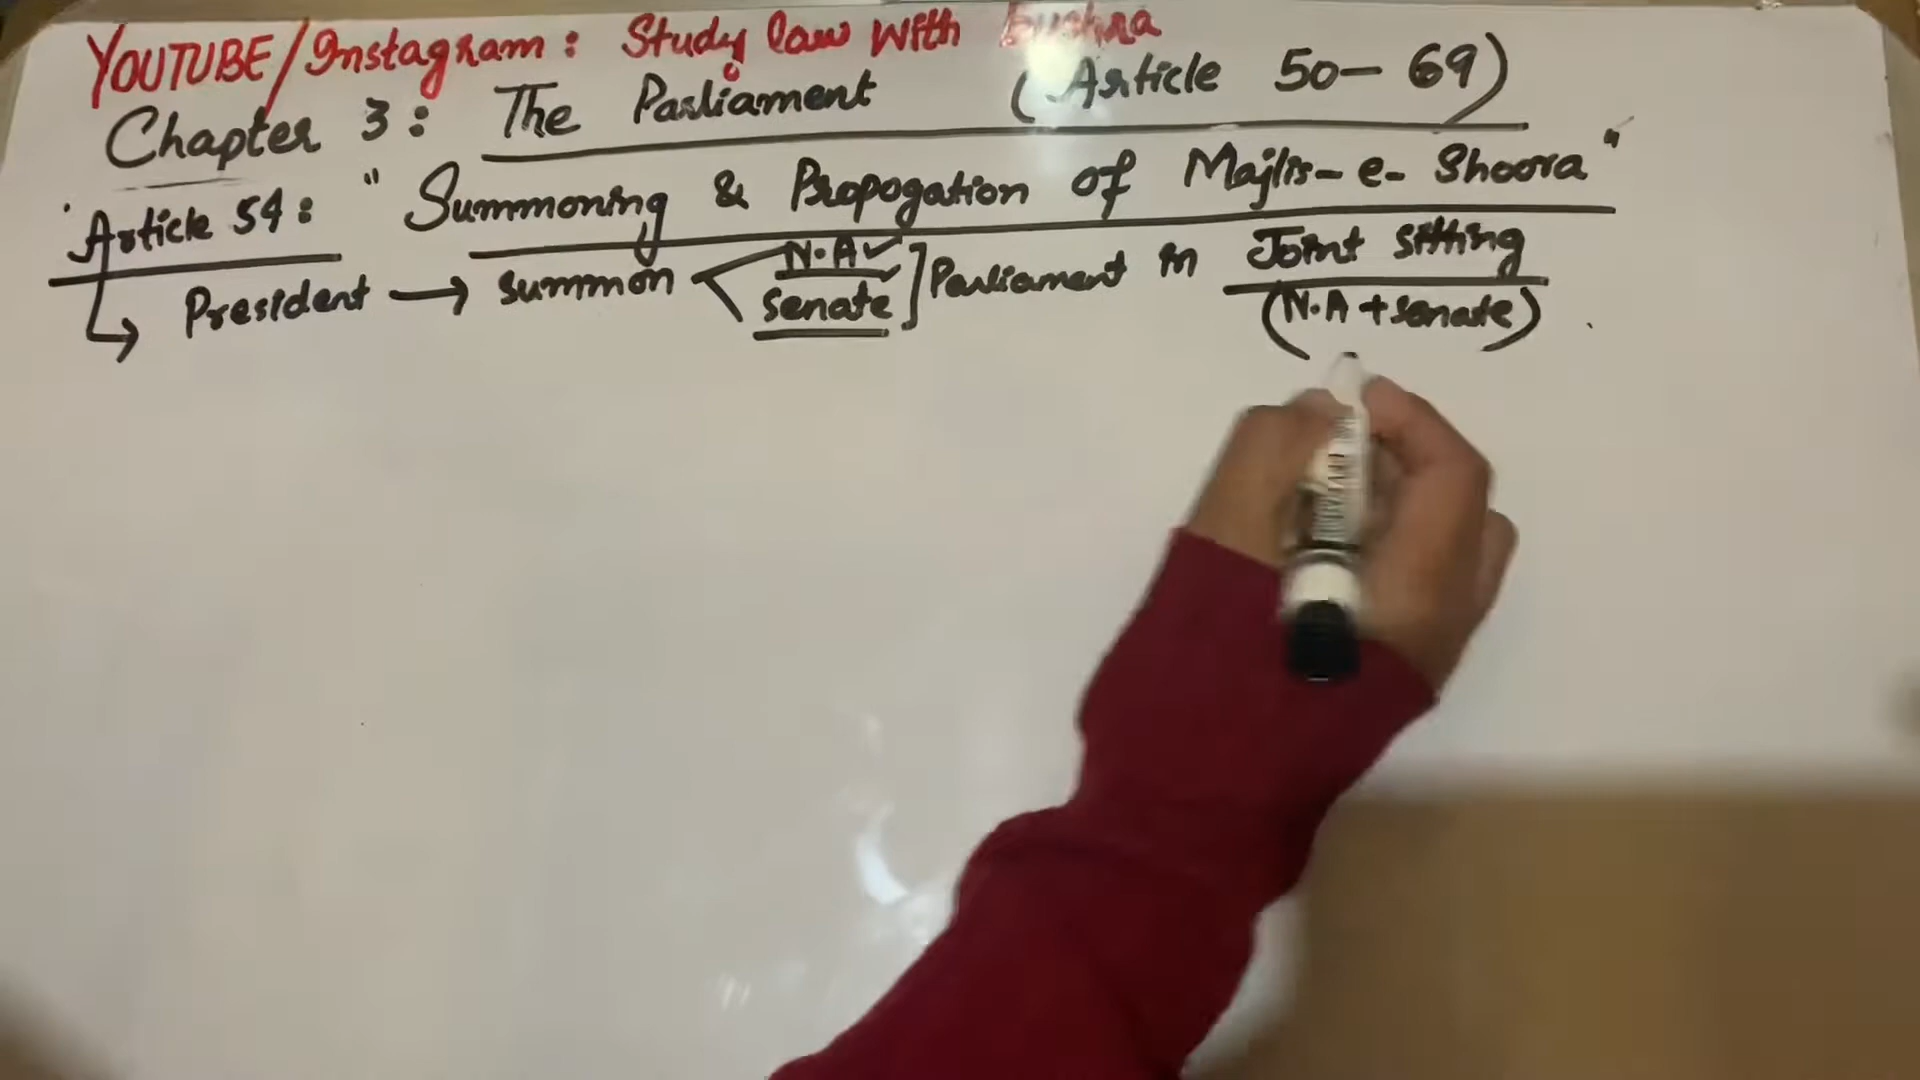 YOUTUBE/Instagram: Study law with Bushra
Chapter 3: The Parliament (Article 50-69)
Article 54: "Summoning & Propogation of Majlis-e-Shoora"
President → summon N.A ✓ Senate ] Parliament in Joint sitting
(N.A + senate)